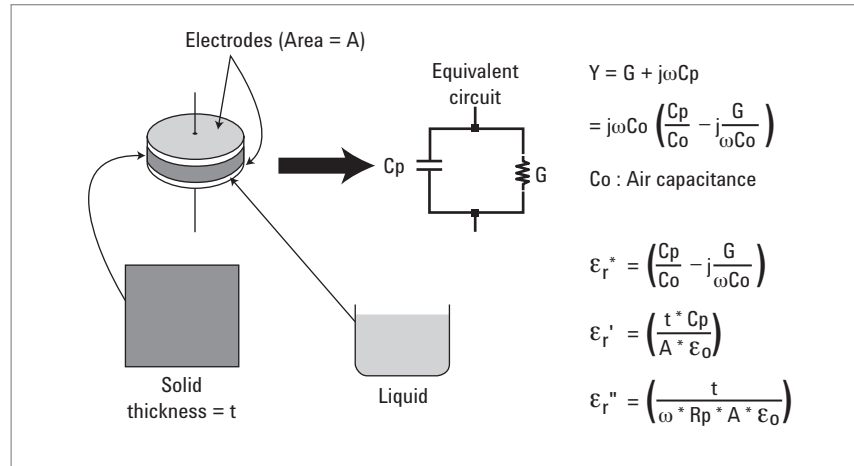 Electrodes (Area = A)
Equivalent
circuit
Cp
G
Solid
thickness = t
Liquid
Y = G + jωCp
= jωCo (Cp/Co − j G/ωCo)
Co : Air capacitance
εr* = (Cp/Co − j G/ωCo)
εr' = (t * Cp / A * εo)
εr" = (t / ω * Rp * A * εo)